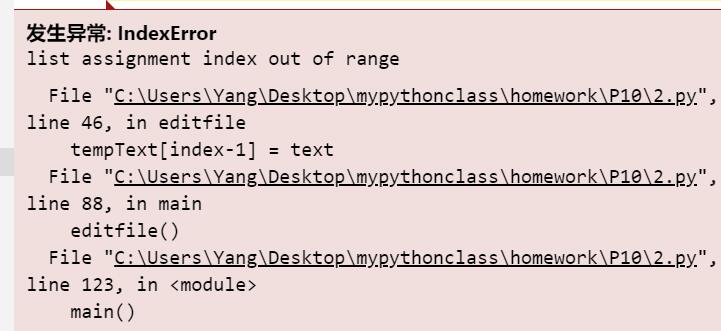 发生异常: IndexError
list assignment index out of range
File "C:\Users\Yang\Desktop\mypythonclass\homework\P10\2.py",
line 46, in editfile
tempText[index-1] = text
File "C:\Users\Yang\Desktop\mypythonclass\homework\P10\2.py",
line 88, in main
editfile()
File "C:\Users\Yang\Desktop\mypythonclass\homework\P10\2.py",
line 123, in <module>
main()